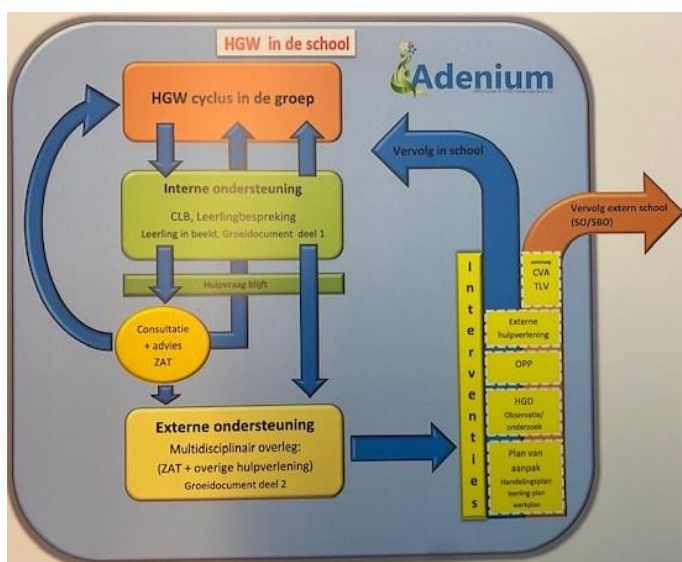 HGW in de school
Adenium
HGW cyclus in de groep
Vervolg in school
Interne ondersteuning
CLB, Leerlingbespreking
Leerling in beeld, Groeidocument deel 1
Vervolg extern school
(SO/SBO)
Hulpvraag blijft
Interventies
CVA
TLV
Consultatie
+ advies
ZAT
Externe
hulpverlening
OPP
HGD
Observatie/
onderzoek
Externe ondersteuning
Multidisciplinair overleg:
(ZAT + overige hulpverlening)
Groeidocument deel 2
Plan van
aanpak
Handelingsplan
leerling plan
werkplan